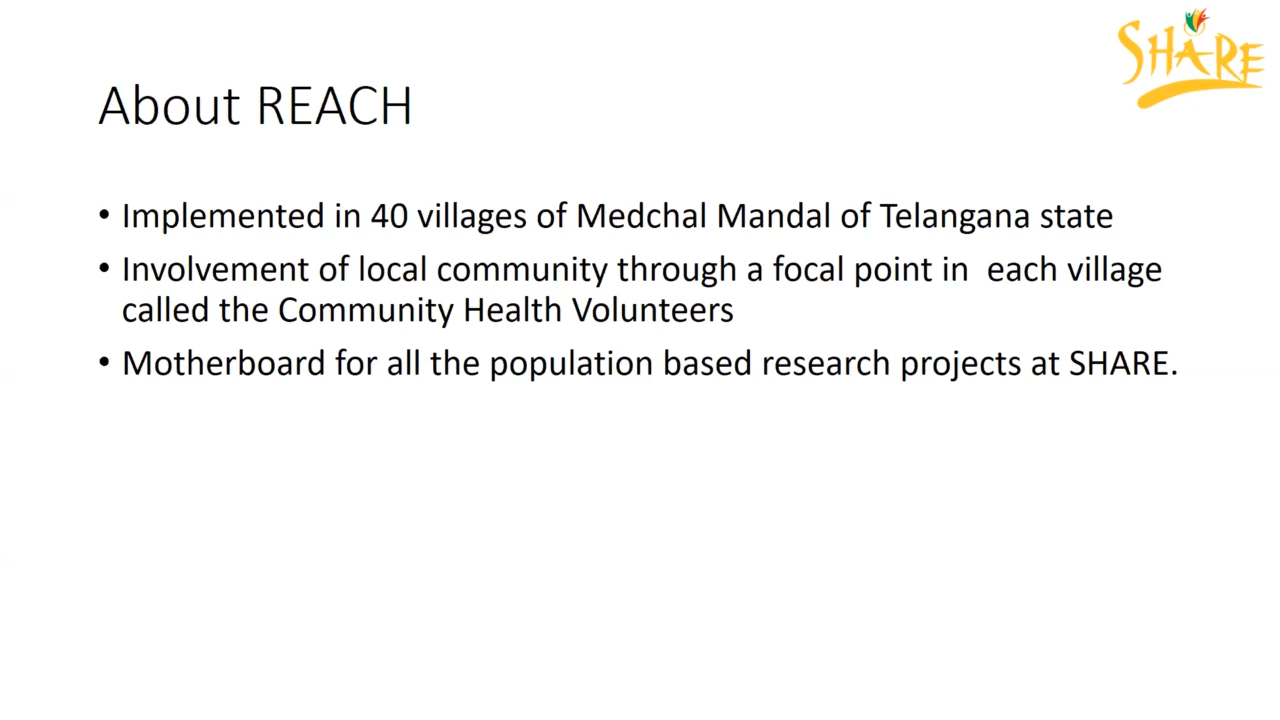 SHARE
About REACH
• Implemented in 40 villages of Medchal Mandal of Telangana state
• Involvement of local community through a focal point in  each village
called the Community Health Volunteers
• Motherboard for all the population based research projects at SHARE.